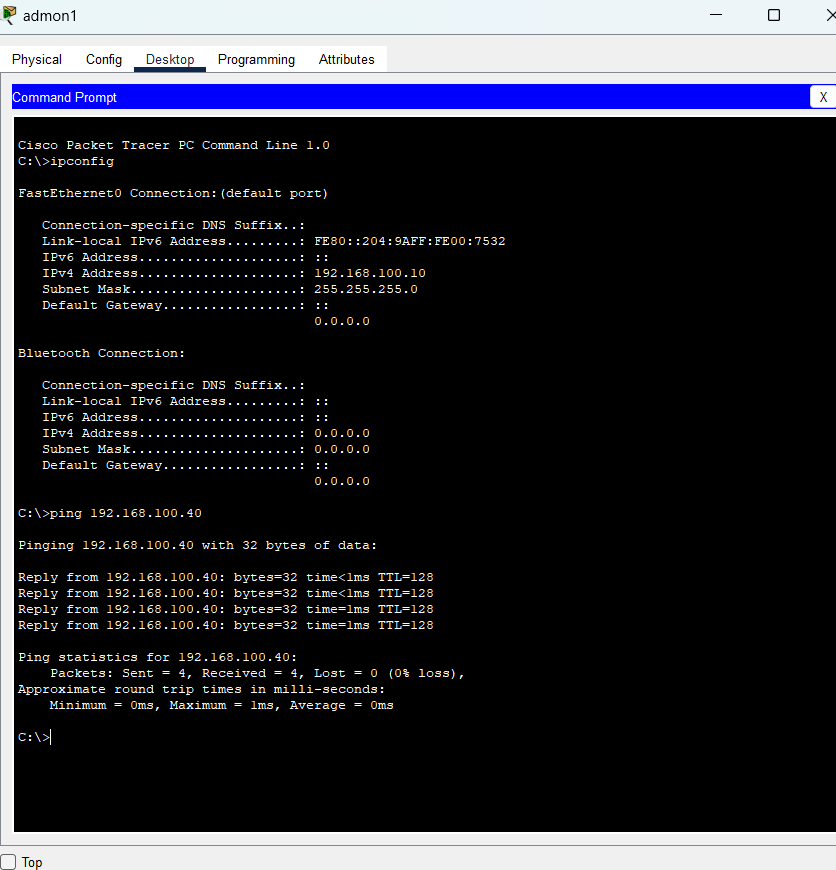 admon1
Physical Config Desktop Programming Attributes
Command Prompt X
Cisco Packet Tracer PC Command Line 1.0
C:\>ipconfig
FastEthernet0 Connection:(default port)
Connection-specific DNS Suffix..:
Link-local IPv6 Address.........: FE80::204:9AFF:FE00:7532
IPv6 Address....................: ::
IPv4 Address....................: 192.168.100.10
Subnet Mask.....................: 255.255.255.0
Default Gateway.................: ::
0.0.0.0
Bluetooth Connection:
Connection-specific DNS Suffix..:
Link-local IPv6 Address.........: ::
IPv6 Address....................: ::
IPv4 Address....................: 0.0.0.0
Subnet Mask.....................: 0.0.0.0
Default Gateway.................: ::
0.0.0.0
C:\>ping 192.168.100.40
Pinging 192.168.100.40 with 32 bytes of data:
Reply from 192.168.100.40: bytes=32 time<1ms TTL=128
Reply from 192.168.100.40: bytes=32 time<1ms TTL=128
Reply from 192.168.100.40: bytes=32 time=1ms TTL=128
Reply from 192.168.100.40: bytes=32 time=1ms TTL=128
Ping statistics for 192.168.100.40:
Packets: Sent = 4, Received = 4, Lost = 0 (0% loss),
Approximate round trip times in milli-seconds:
Minimum = 0ms, Maximum = 1ms, Average = 0ms
C:\>
Top